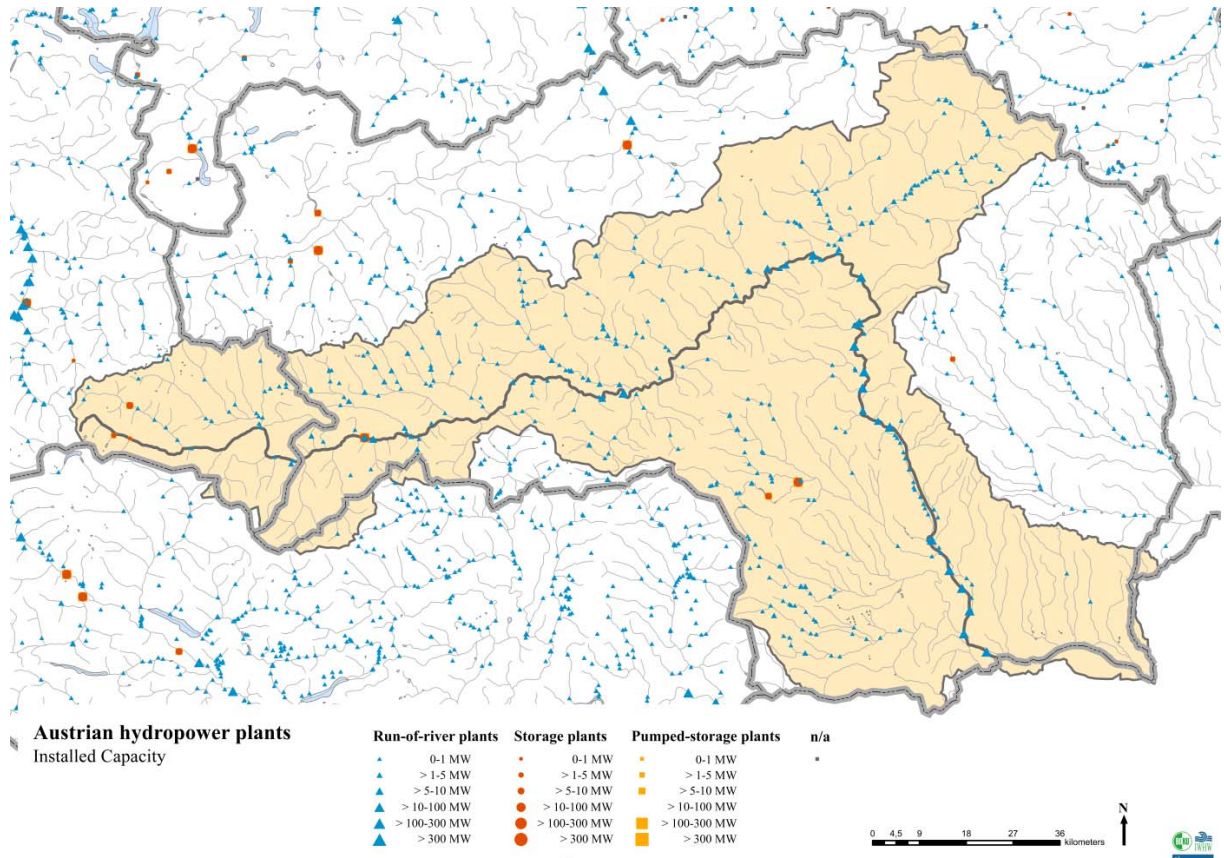 Austrian hydropower plants
Installed Capacity
Run-of-river plants
0-1 MW
> 1-5 MW
> 5-10 MW
> 10-100 MW
> 100-300 MW
> 300 MW
Storage plants
0-1 MW
> 1-5 MW
> 5-10 MW
> 10-100 MW
> 100-300 MW
> 300 MW
Pumped-storage plants
0-1 MW
> 1-5 MW
> 5-10 MW
> 10-100 MW
> 100-300 MW
> 300 MW
n/a
N
0 4,5 9 18 27 36
kilometers